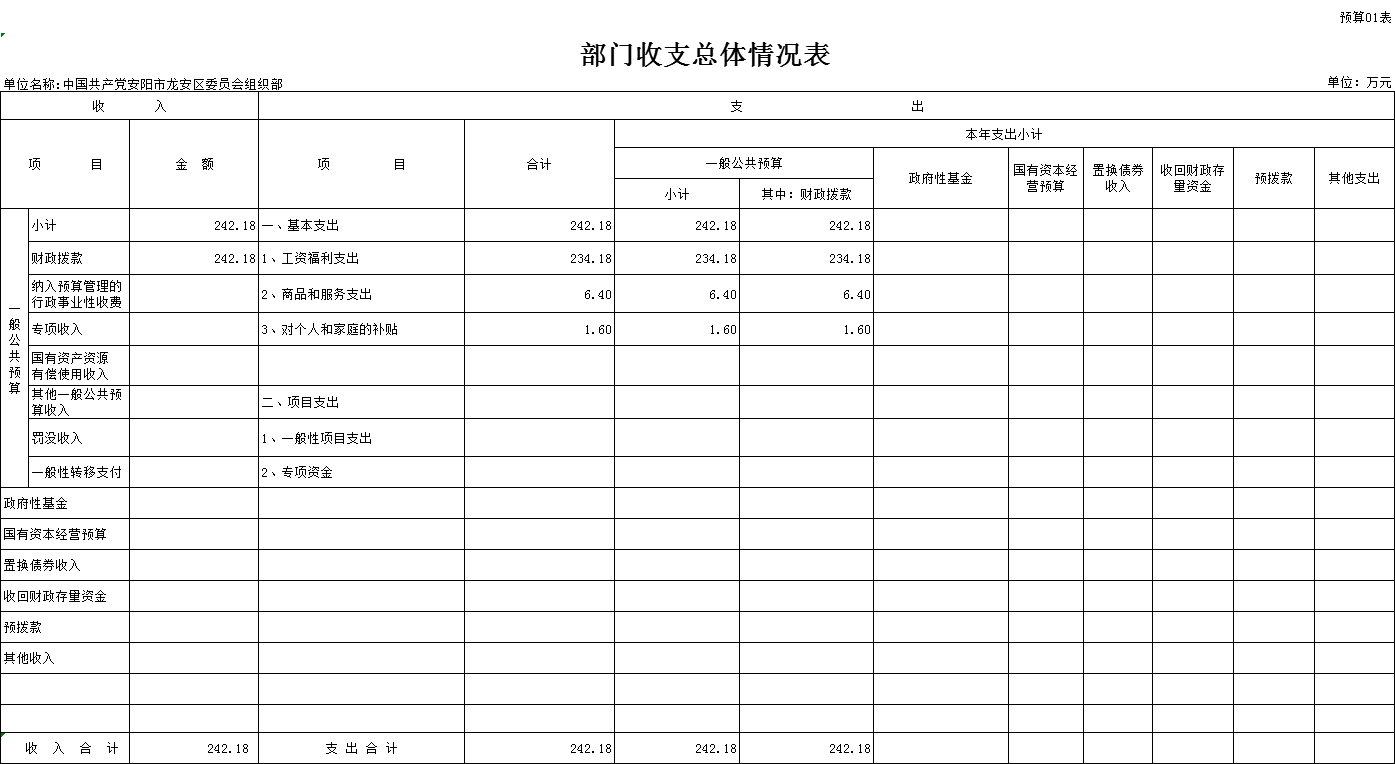 预算01表
部门收支总体情况表
单位名称:中国共产党安阳市龙安区委员会组织部 单位：万元
收 入 支 出
项 目 金 额 项 目 合计 本年支出小计
一般公共预算 政府性基金 国有资本经营预算 置换债券收入 收回财政存量资金 预拨款 其他支出
小计 其中：财政拨款
一般公共预算
小计 242.18 一、基本支出 242.18 242.18 242.18
财政拨款 242.18 1、工资福利支出 234.18 234.18 234.18
纳入预算管理的
行政事业性收费 2、商品和服务支出 6.40 6.40 6.40
专项收入 3、对个人和家庭的补贴 1.60 1.60 1.60
国有资产资源
有偿使用收入
其他一般公共预
算收入 二、项目支出
罚没收入 1、一般性项目支出
一般性转移支付 2、专项资金
政府性基金
国有资本经营预算
置换债券收入
收回财政存量资金
预拨款
其他收入
收 入 合 计 242.18 支 出 合 计 242.18 242.18 242.18